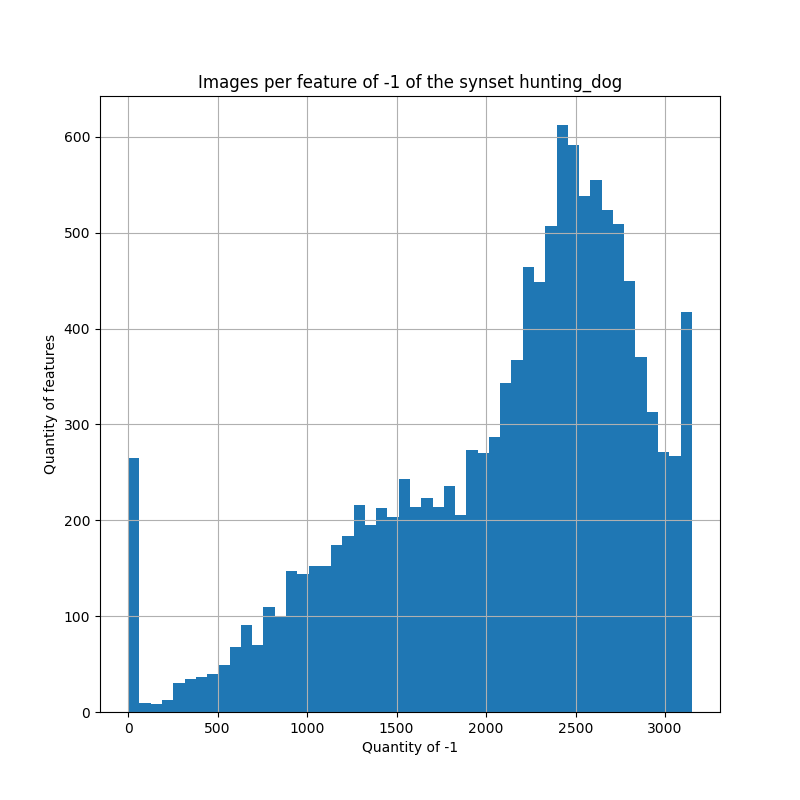 Images per feature of -1 of the synset hunting_dog
600
500
400
300
200
100
0
Quantity of features
0 500 1000 1500 2000 2500 3000
Quantity of -1